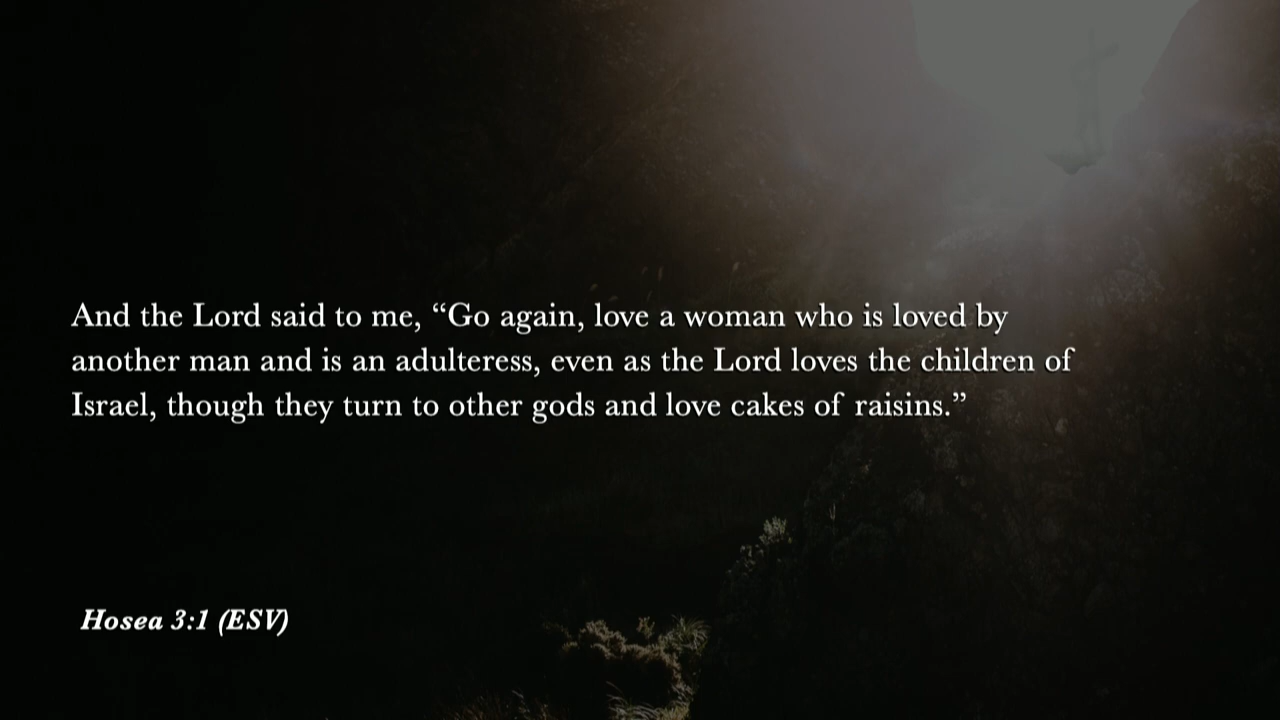 And the Lord said to me, “Go again, love a woman who is loved by
another man and is an adulteress, even as the Lord loves the children of
Israel, though they turn to other gods and love cakes of raisins.”
Hosea 3:1 (ESV)